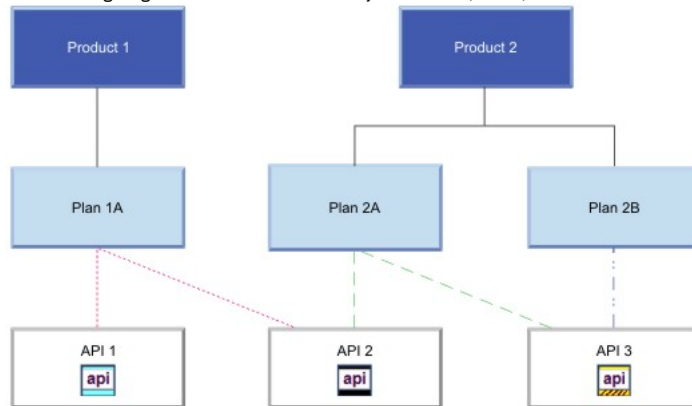 Product 1
Product 2
Plan 1A
Plan 2A
Plan 2B
API 1
API 2
API 3
api
api
api